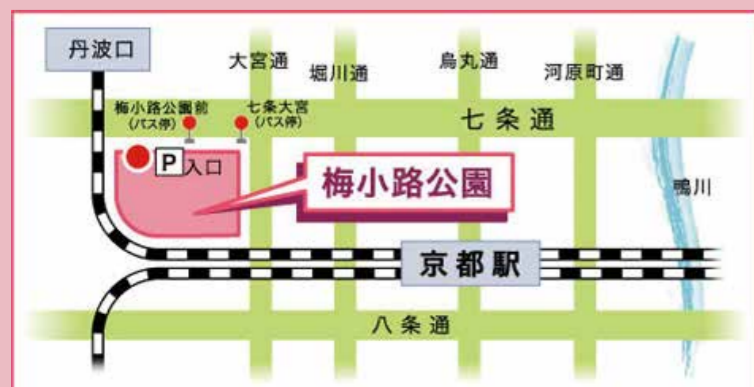 丹波口
大宮通
堀川通
烏丸通
河原町通
梅小路公園前
(バス停)
七条大宮
(バス停)
七条通
P 入口
梅小路公園
鴨川
京都駅
八条通